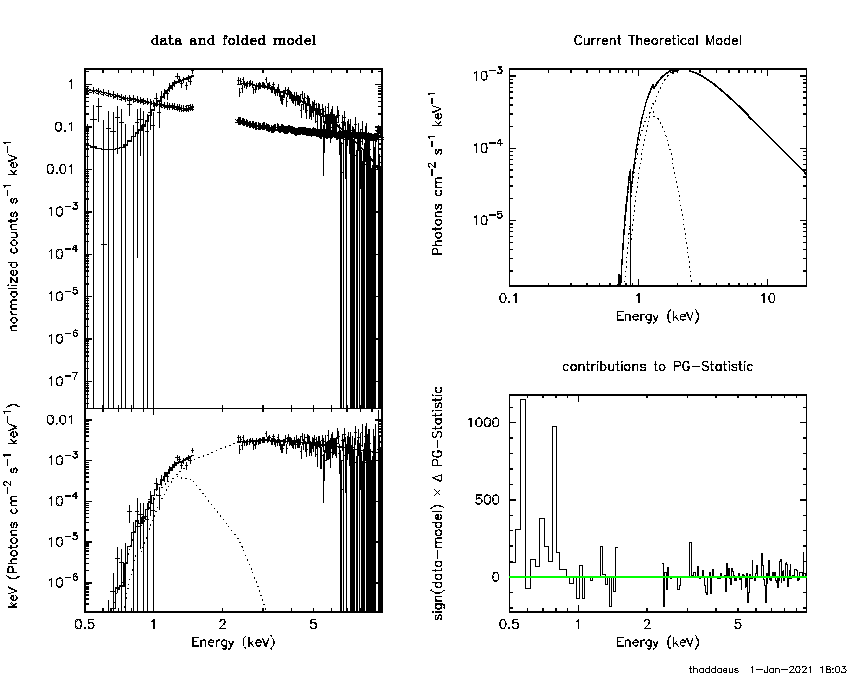 data and folded model
normalized counts s⁻¹ keV⁻¹
1
0.1
0.01
10⁻³
10⁻⁴
10⁻⁵
10⁻⁶
10⁻⁷
keV (Photons cm⁻² s⁻¹ keV⁻¹)
0.01
10⁻³
10⁻⁴
10⁻⁵
10⁻⁶
0.5 1 2 5
Energy (keV)
Current Theoretical Model
Photons cm⁻² s⁻¹ keV⁻¹
10⁻³
10⁻⁴
10⁻⁵
0.1 1 10
Energy (keV)
contributions to PG−Statistic
sign(data−model) × Δ PG−Statistic
1000
500
0
0.5 1 2 5
Energy (keV)
thaddaeus 1−Jan−2021 18:03